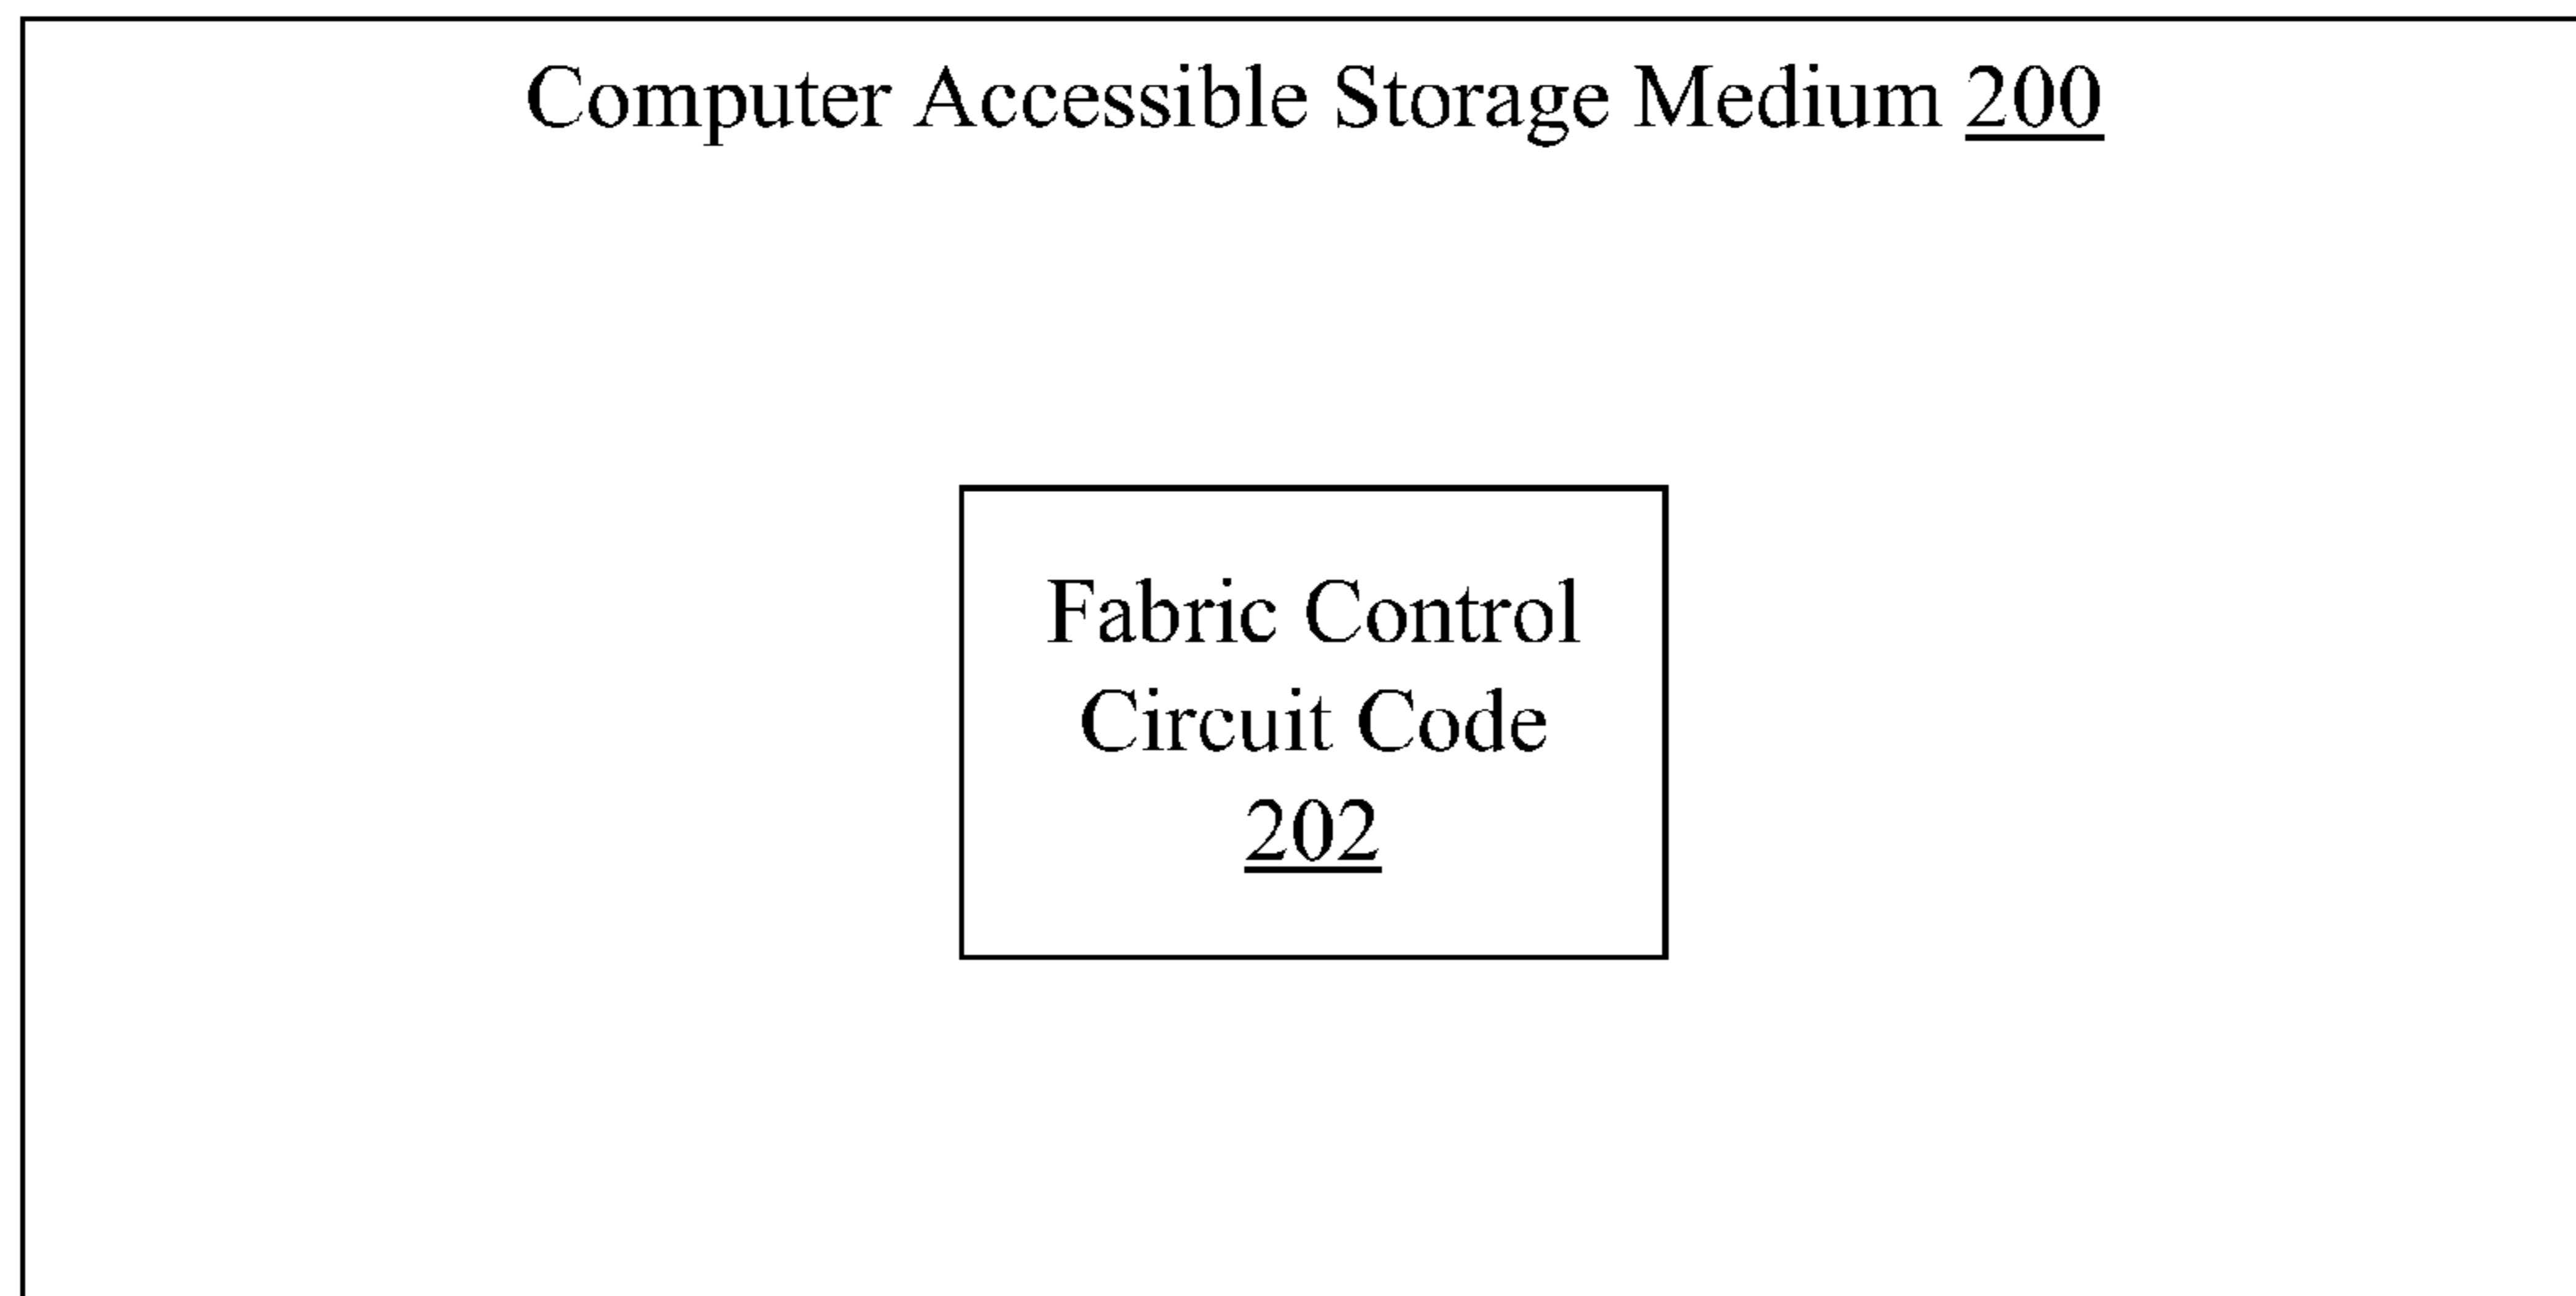 Computer Accessible Storage Medium 200
Fabric Control
Circuit Code
202